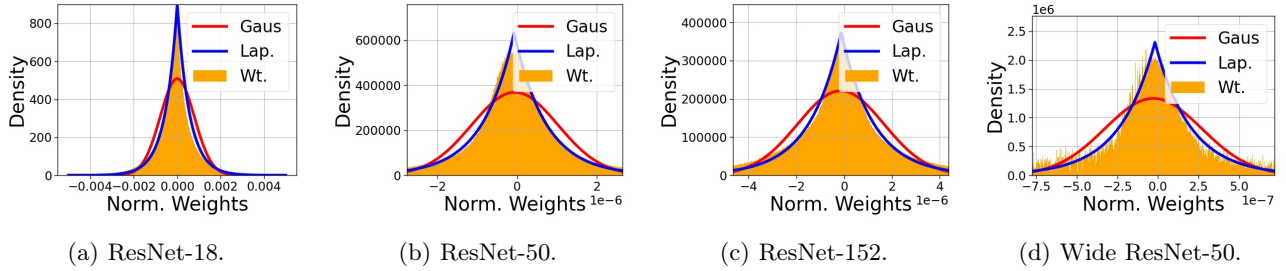 800
600
400
200
0
Density
−0.004
−0.002
0.000
0.002
0.004
Norm. Weights
Gaus
Lap.
Wt.
(a) ResNet-18.
600000
400000
200000
0
Density
−2
0
2
1e−6
Norm. Weights
Gaus
Lap.
Wt.
(b) ResNet-50.
400000
300000
200000
100000
0
Density
−4
−2
0
2
4
1e−6
Norm. Weights
Gaus
Lap.
Wt.
(c) ResNet-152.
1e6
2.5
2.0
1.5
1.0
0.5
0.0
Density
−7.5
−5.0
−2.5
0.0
2.5
5.0
1e−7
Norm. Weights
Gaus
Lap.
Wt.
(d) Wide ResNet-50.